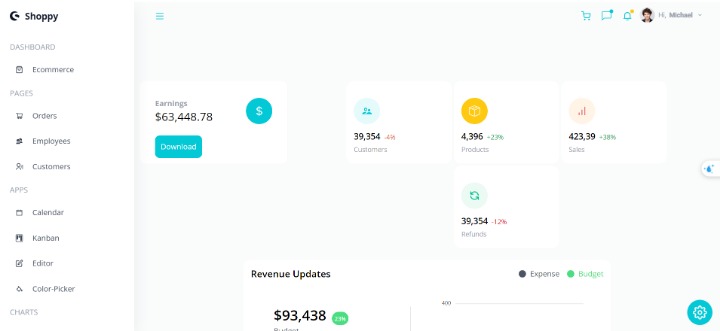 Shoppy
Hi, Michael
DASHBOARD
Ecommerce
PAGES
Orders
Employees
Customers
APPS
Calendar
Kanban
Editor
Color-Picker
CHARTS
Earnings
$63,448.78
$
Download
39,354 -4%
Customers
4,396 +23%
Products
423,39 +38%
Sales
39,354 -12%
Refunds
Revenue Updates
Expense
Budget
$93,438 23%
Budget
400